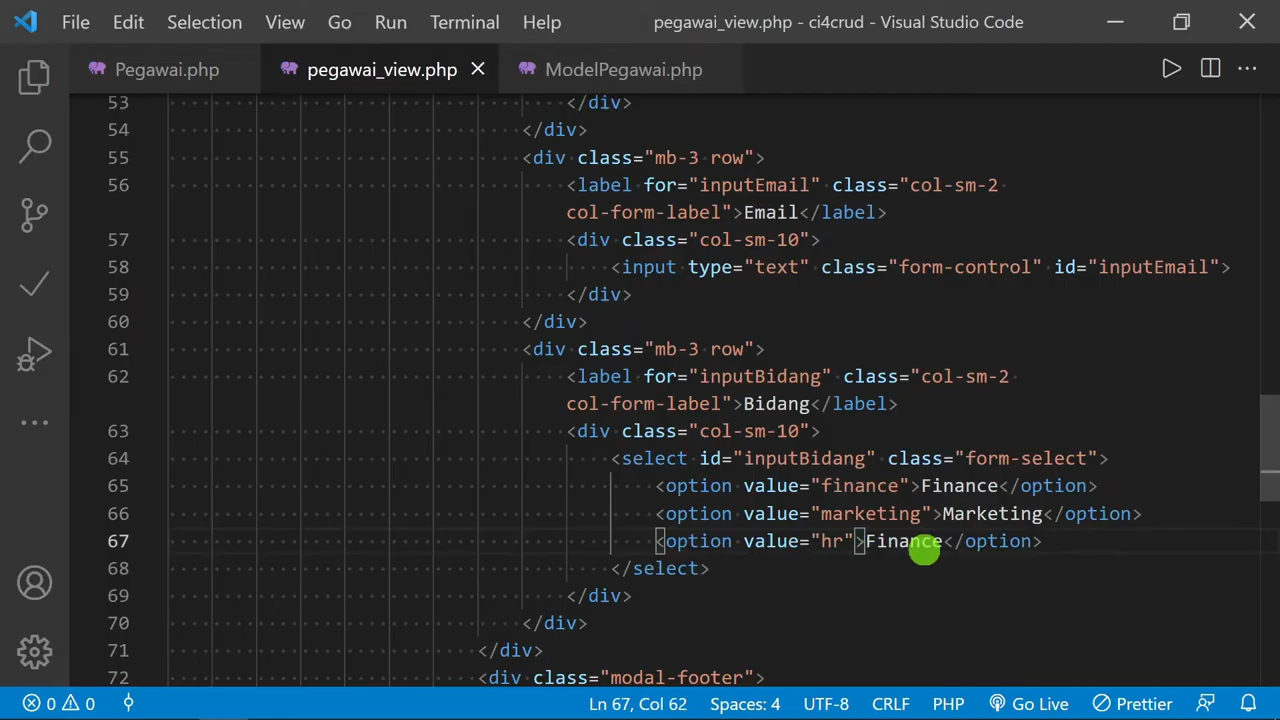 File Edit Selection View Go Run Terminal Help pegawai_view.php - ci4crud - Visual Studio Code
Pegawai.php pegawai_view.php ModelPegawai.php
53 </div>
54 </div>
55 <div class="mb-3 row">
56 <label for="inputEmail" class="col-sm-2
col-form-label">Email</label>
57 <div class="col-sm-10">
58 <input type="text" class="form-control" id="inputEmail">
59 </div>
60 </div>
61 <div class="mb-3 row">
62 <label for="inputBidang" class="col-sm-2
col-form-label">Bidang</label>
63 <div class="col-sm-10">
64 <select id="inputBidang" class="form-select">
65 <option value="finance">Finance</option>
66 <option value="marketing">Marketing</option>
67 <option value="hr">Finance</option>
68 </select>
69 </div>
70 </div>
71 </div>
72 <div class="modal-footer">
0 0 Ln 67, Col 62 Spaces: 4 UTF-8 CRLF PHP Go Live Prettier